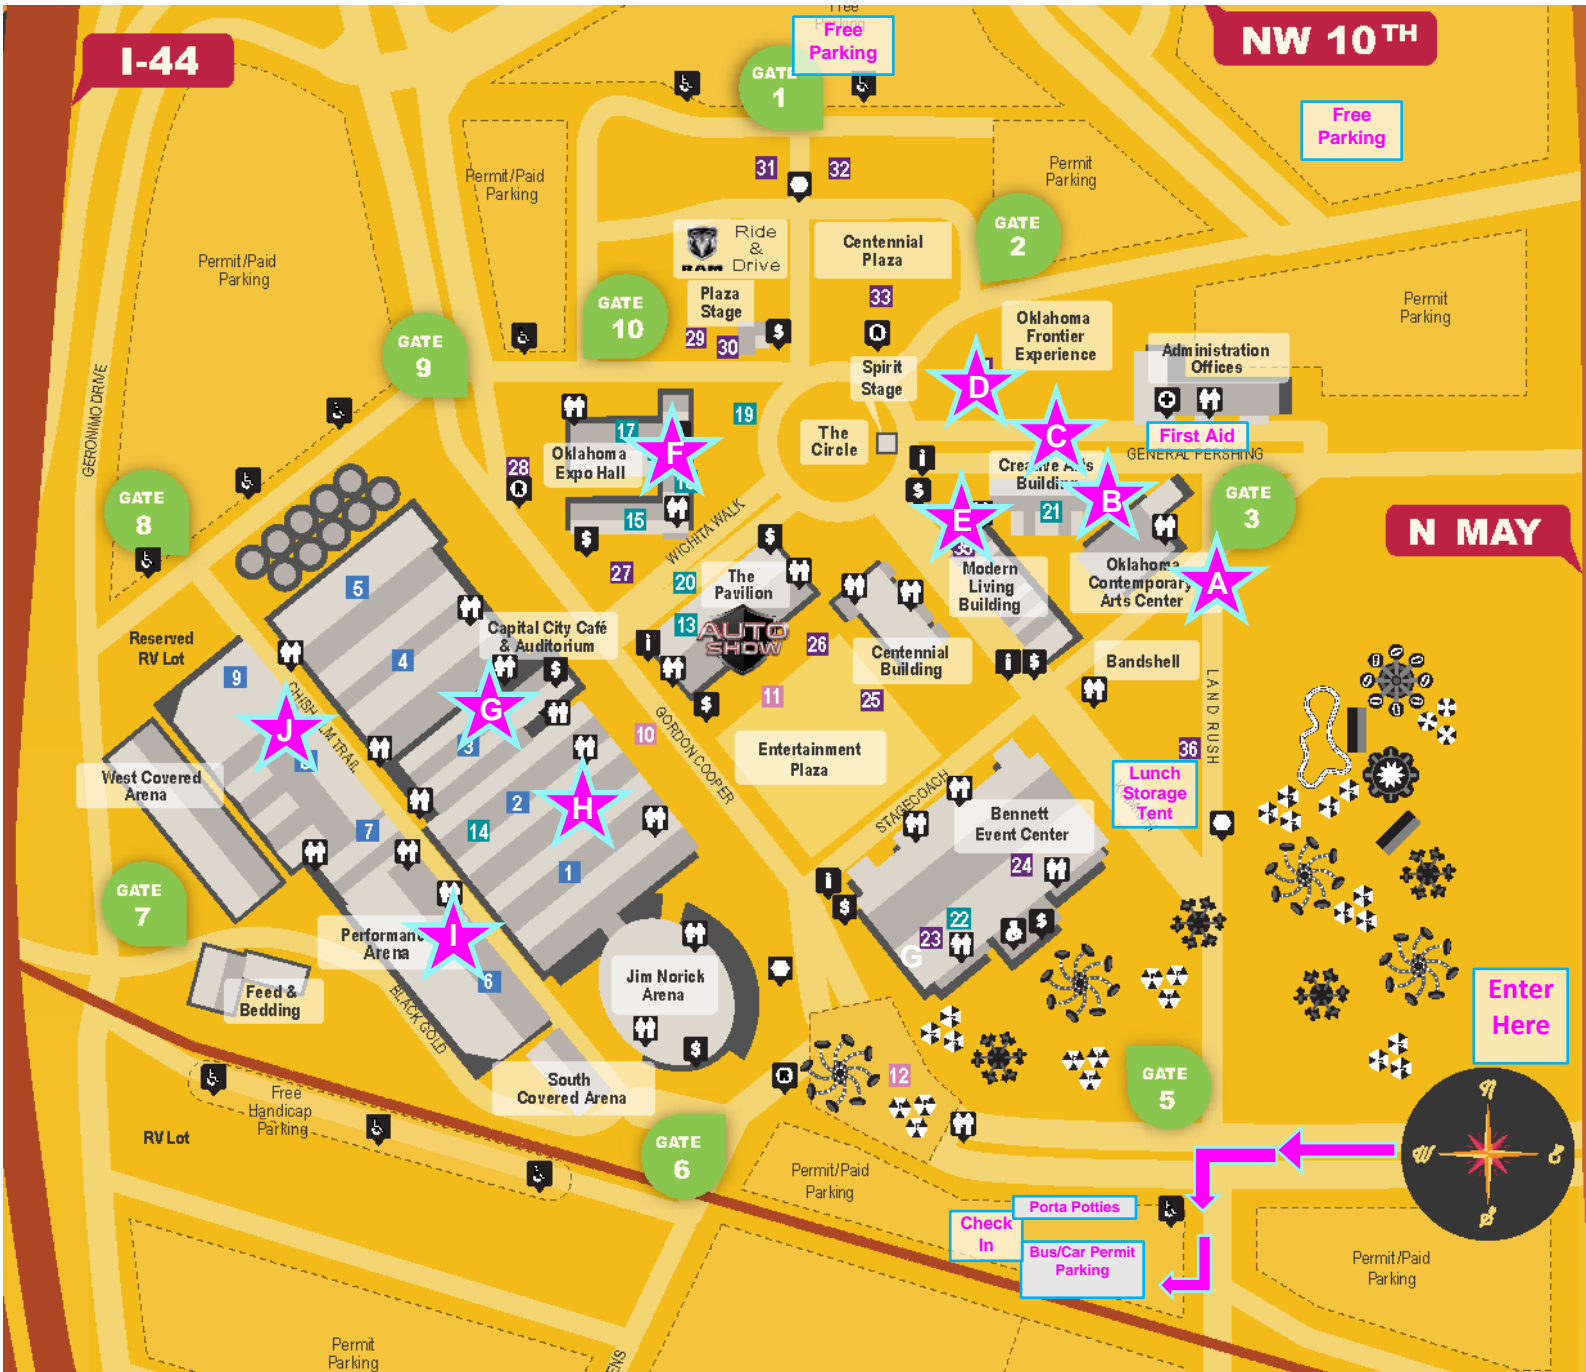 I-44
NW 10TH
N MAY
Free
Parking
Free
Parking
Free
Parking
GATE
1
Permit/Paid
Parking
Permit
Parking
31
32
GATE
2
RAM
Ride
&
Drive
Centennial
Plaza
Permit/Paid
Parking
Plaza
Stage
33
29
30
GATE
10
GATE
9
Permit
Parking
Oklahoma
Frontier
Experience
Spirit
Stage
D
Administration
Offices
First Aid
GENERAL PERSHING
GERONIMO DRIVE
17
19
F
Oklahoma
Expo Hall
15
28
The
Circle
C
Creative Arts
Building
B
21
E
35
GATE
3
GATE
8
WICHITA WALK
27
20
The
Pavilion
13
AUTO
SHOW
26
Modern
Living
Building
Oklahoma
Contemporary
Arts Center
A
Centennial
Building
Bandshell
Reserved
RV Lot
5
4
Capital City Café
& Auditorium
9
CHISHOLM TRAIL
J
8
G
3
2
H
14
1
7
10
11
25
GORDON COOPER
Entertainment
Plaza
LAND RUSH
36
Lunch
Storage
Tent
STAGECOACH
Bennett
Event Center
24
22
23
G
West Covered
Arena
GATE
7
Performance
Arena
I
6
BLACK GOLD
Feed &
Bedding
Jim Norick
Arena
South
Covered Arena
12
Enter
Here
GATE
5
Free
Handicap
Parking
RV Lot
GATE
6
Permit/Paid
Parking
N
W
E
S
Porta Potties
Check
In
Bus/Car Permit
Parking
Permit/Paid
Parking
Permit
Parking